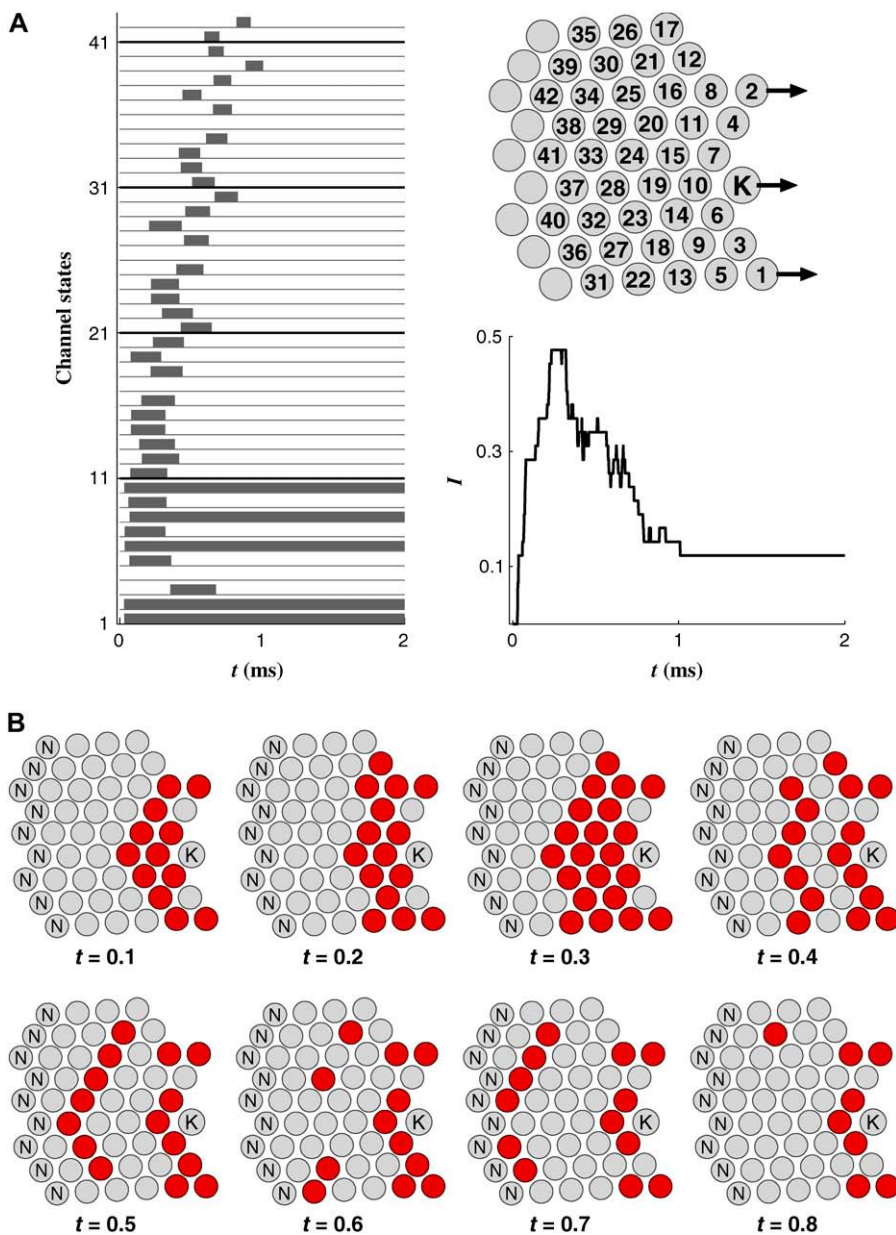 A
Channel states
41
31
21
11
1
0
1
2
t (ms)
35 26 17
39 30 21 12
42 34 25 16 8 2
38 29 20 11 4
41 33 24 15 7
37 28 19 10 K
40 32 23 14 6
36 27 18 9 3
31 22 13 5 1
I
0.5
0.3
0.1
0
1
2
t (ms)
B
N
N
N
N
N
K
N
N
N
N
t = 0.1
N
N
N
N
N
K
N
N
N
N
t = 0.2
N
N
N
N
N
K
N
N
N
N
t = 0.3
N
N
N
N
N
K
N
N
N
N
t = 0.4
N
N
N
N
N
K
N
N
N
N
t = 0.5
N
N
N
N
N
K
N
N
N
N
t = 0.6
N
N
N
N
N
K
N
N
N
N
t = 0.7
N
N
N
N
N
K
N
N
N
N
t = 0.8